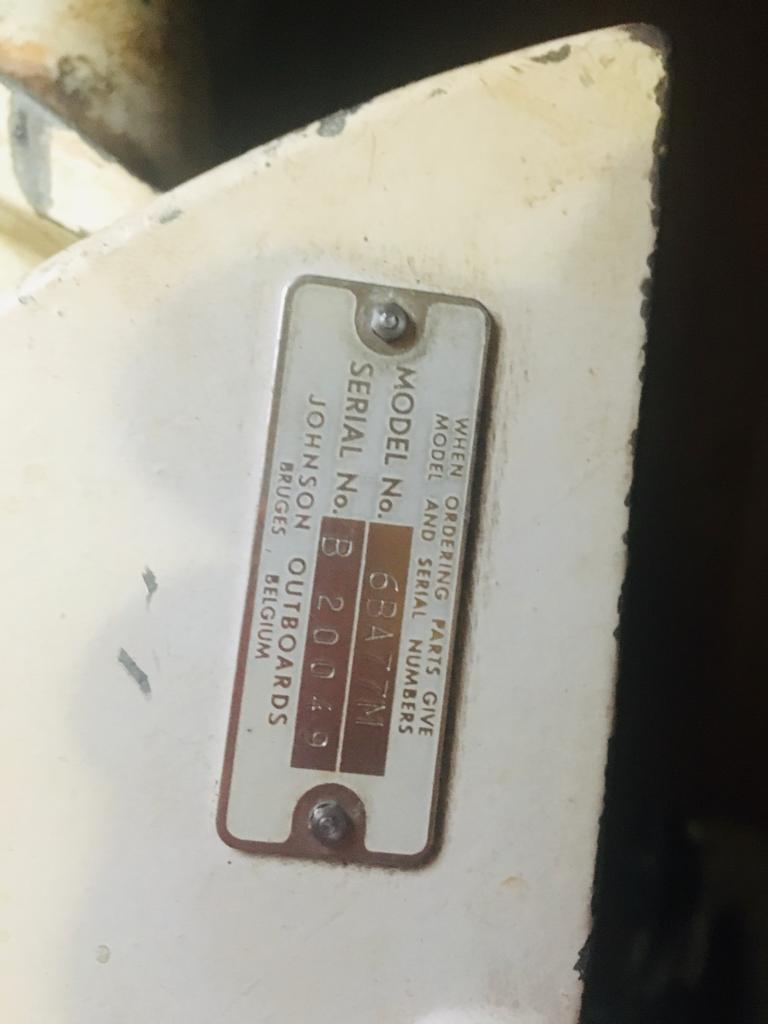 WHEN ORDERING PARTS GIVE
MODEL AND SERIAL NUMBERS
MODEL No. 6BA77M
SERIAL No. B 20049
JOHNSON OUTBOARDS
BRUGES, BELGIUM